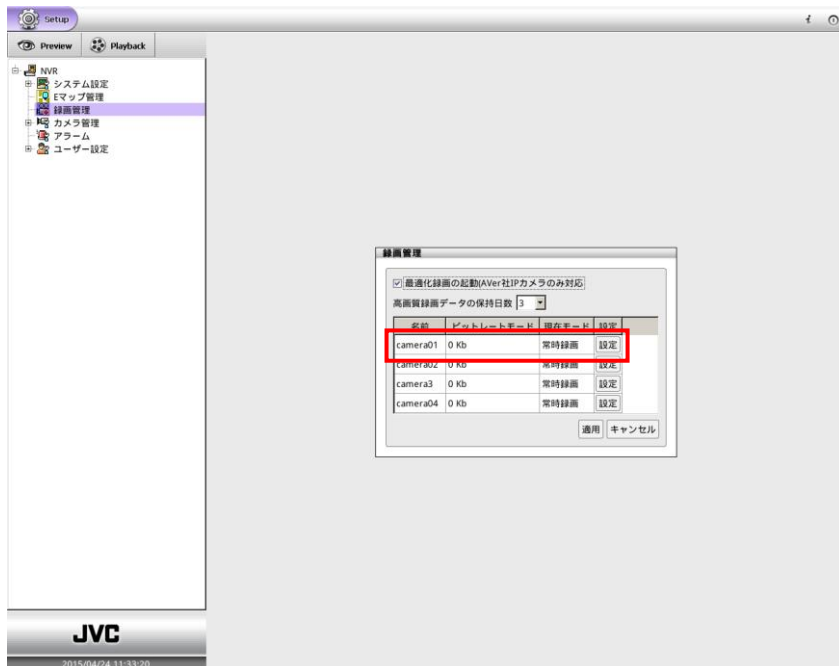 Setup
Preview
Playback
NVR
システム設定
Eマップ管理
録画管理
カメラ管理
アラーム
ユーザー設定
録画管理
最適化録画の起動(AVer社IPカメラのみ対応
高画質録画データの保持日数 3
名前 ビットレートモード 現在モード 設定
camera01 0 Kb 常時録画 設定
camera02 0 Kb 常時録画 設定
camera3 0 Kb 常時録画 設定
camera04 0 Kb 常時録画 設定
適用 キャンセル
JVC
2015/04/24 11:33:20